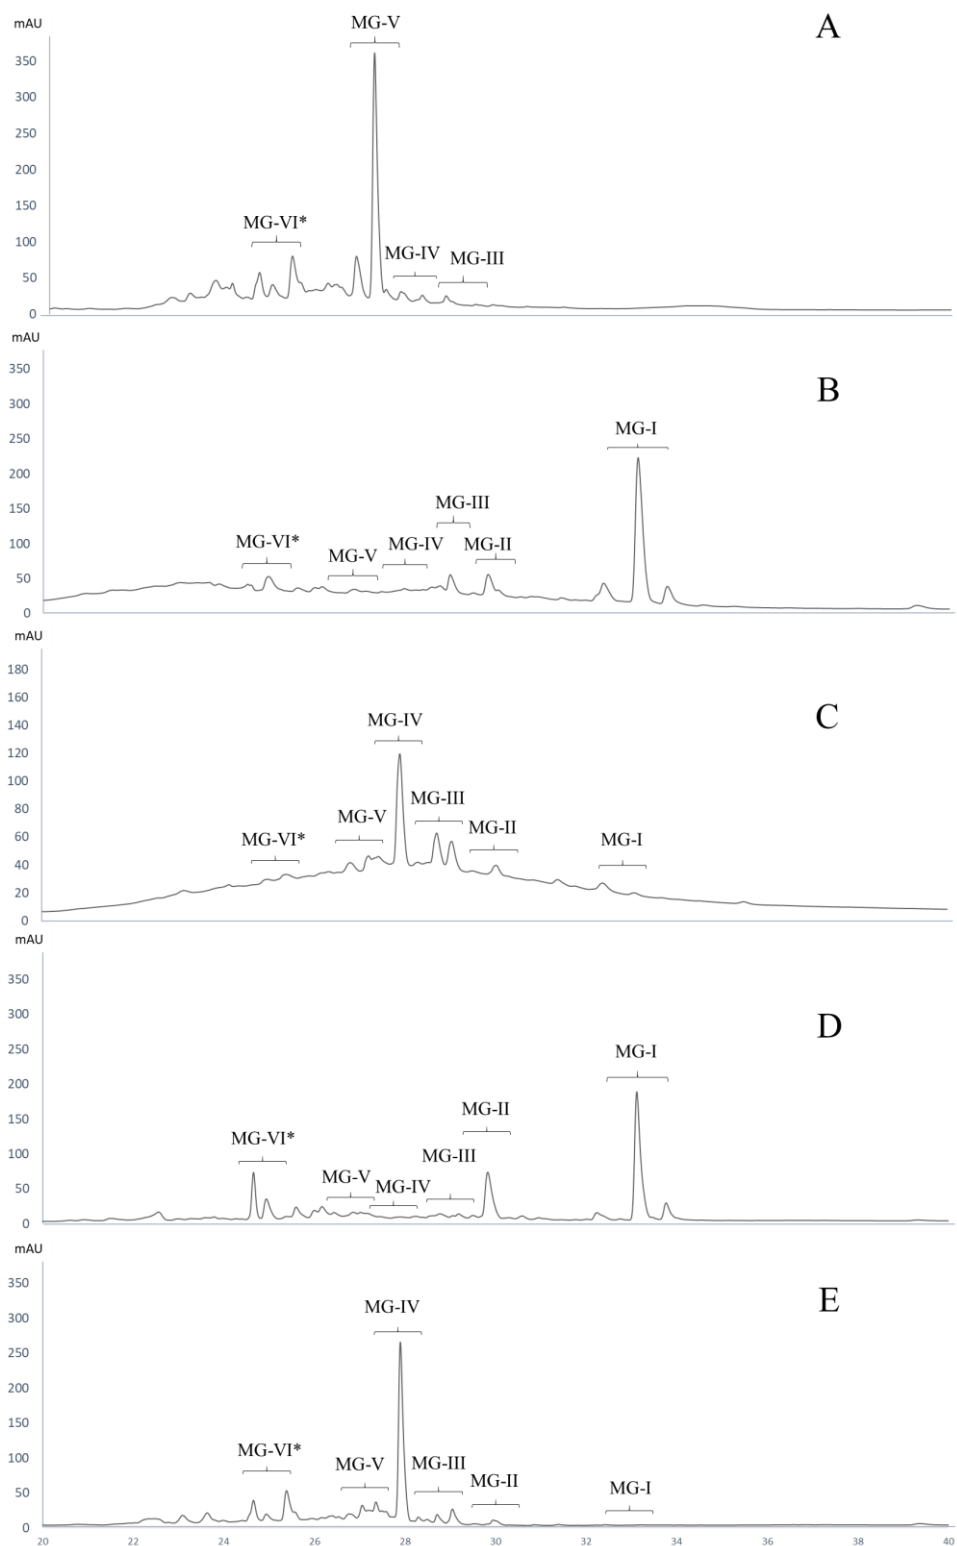 mAU
A
MG-V
350
300
250
200
MG-VI*
150
MG-IV
MG-III
100
50
0
mAU
B
350
300
MG-I
250
200
MG-III
150
MG-VI*
MG-V
MG-IV
MG-II
100
50
0
mAU
C
180
160
MG-IV
140
120
MG-III
100
MG-V
MG-II
80
MG-VI*
MG-I
60
40
20
0
mAU
D
350
300
MG-I
250
200
MG-II
150
MG-VI*
MG-III
100
MG-V
MG-IV
50
0
mAU
E
350
MG-IV
300
250
200
150
MG-VI*
MG-V
MG-III
MG-II
MG-I
100
50
0
20 22 24 26 28 30 32 34 36 38 40